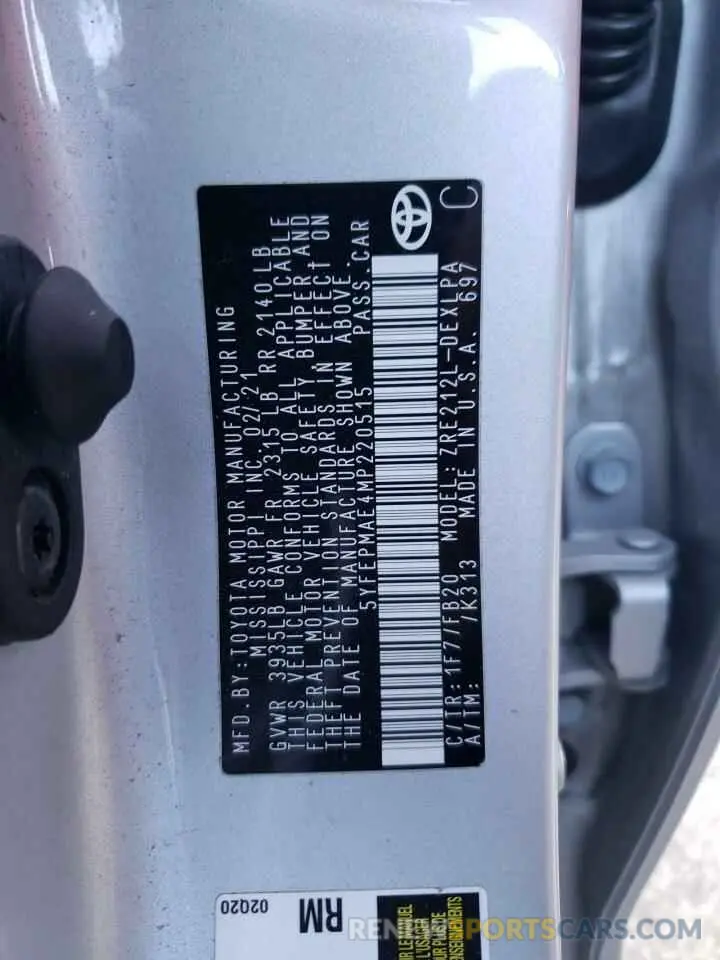 MFD. BY: TOYOTA MOTOR MANUFACTURING
MISSISSIPPI INC. 02/21
GVWR 3935LB GAWR FR 2315 LB RR 2140 LB
THIS VEHICLE CONFORMS TO ALL APPLICABLE
FEDERAL MOTOR VEHICLE SAFETY, BUMPER, AND
THEFT PREVENTION STANDARDS IN EFFECT ON
THE DATE OF MANUFACTURE SHOWN ABOVE.
5YFEPMAE4MP220515 PASS. CAR
C/TR: 1F7/FB20 MODEL: ZRE212L-DEXLPA
A/TM: /K313 MADE IN U.S.A. 697
C
02Q20
RM
L'USAGER
RENEWSPORTSCARS.COM